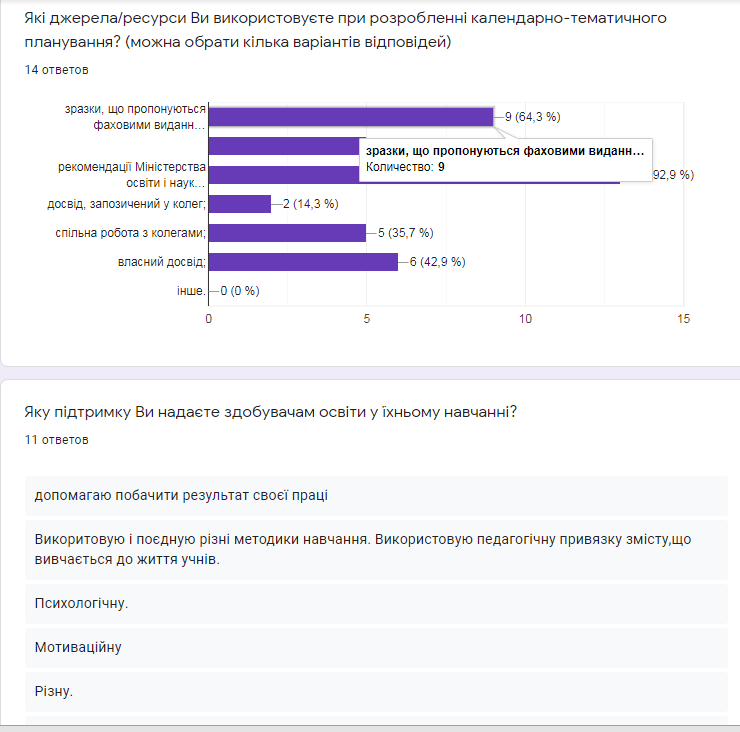 Які джерела/ресурси Ви використовуєте при розробленні календарно-тематичного
планування? (можна обрати кілька варіантів відповідей)
14 ответов
зразки, що пропонуються
фаховими виданн...
9 (64,3 %)
зразки, що пропонуються фаховими виданн...
Количество: 9
рекомендації Міністерства
освіти і наук...
92,9 %)
досвід, запозичений у колег;
2 (14,3 %)
спільна робота з колегами;
5 (35,7 %)
власний досвід;
6 (42,9 %)
інше.
0 (0 %)
0 5 10 15
Яку підтримку Ви надаєте здобувачам освіти у їхньому навчанні?
11 ответов
допомагаю побачити результат своєї праці
Викоритовую і поєдную різні методики навчання. Використовую педагогічну привязку змісту,що
вивчається до життя учнів.
Психологічну.
Мотиваційну
Різну.